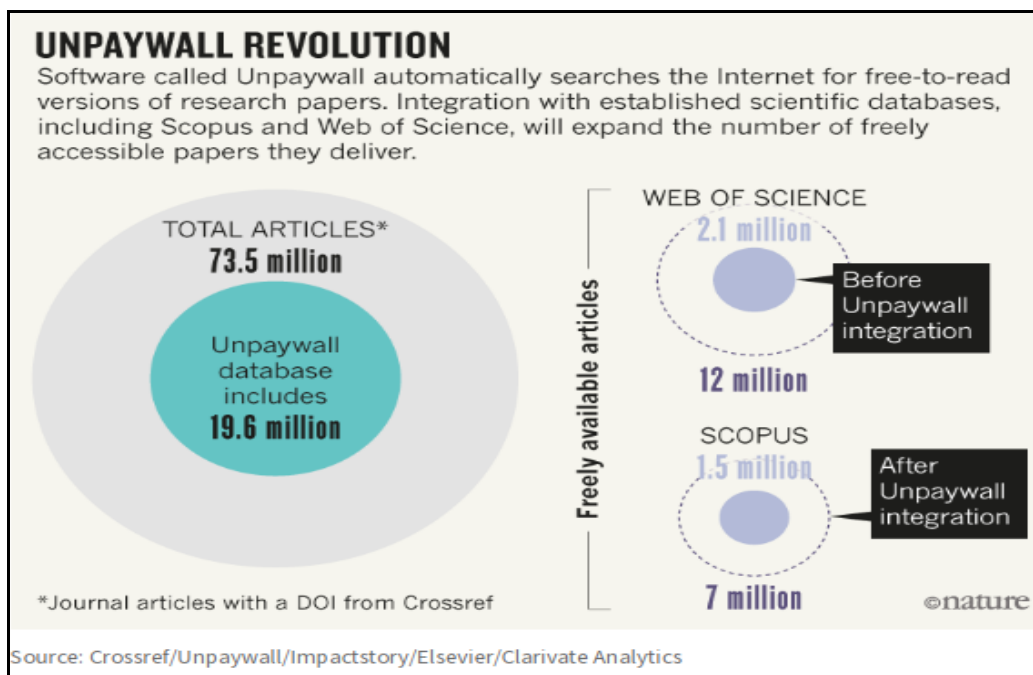 UNPAYWALL REVOLUTION
Software called Unpaywall automatically searches the Internet for free-to-read
versions of research papers. Integration with established scientific databases,
including Scopus and Web of Science, will expand the number of freely
accessible papers they deliver.
TOTAL ARTICLES*
73.5 million
Unpaywall
database
includes
19.6 million
*Journal articles with a DOI from Crossref
Freely available articles
WEB OF SCIENCE
2.1 million
Before
Unpaywall
integration
12 million
SCOPUS
1.5 million
After
Unpaywall
integration
7 million
©nature
Source: Crossref/Unpaywall/Impactstory/Elsevier/Clarivate Analytics